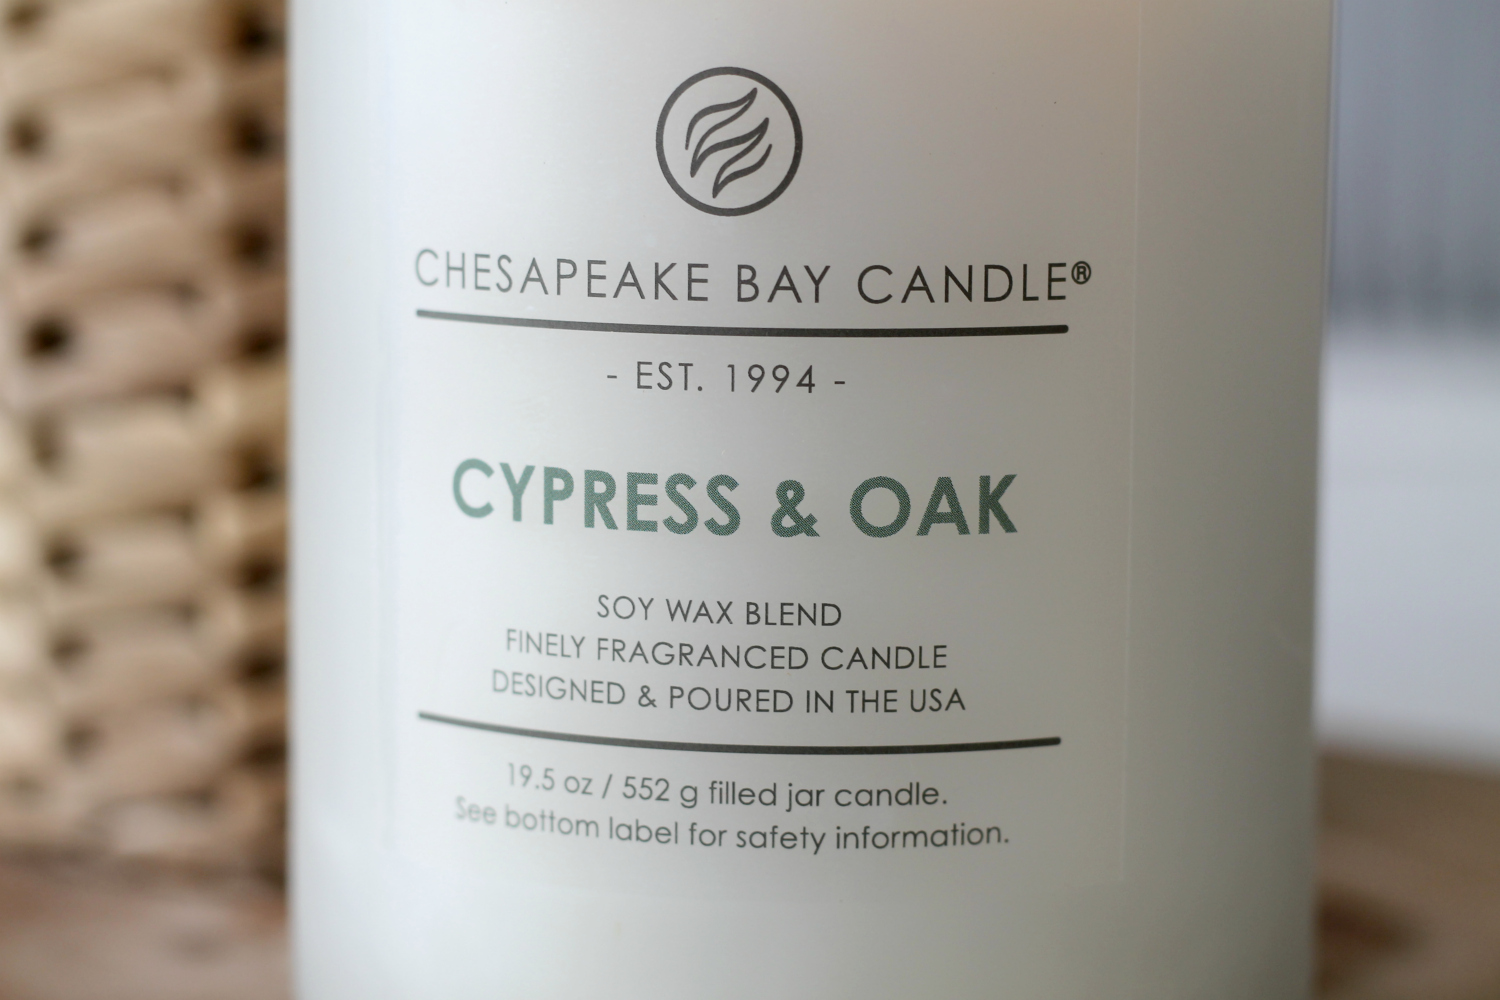 CHESAPEAKE BAY CANDLE®
- EST. 1994 -
CYPRESS & OAK
SOY WAX BLEND
FINELY FRAGRANCED CANDLE
DESIGNED & POURED IN THE USA
19.5 oz / 552 g filled jar candle.
See bottom label for safety information.